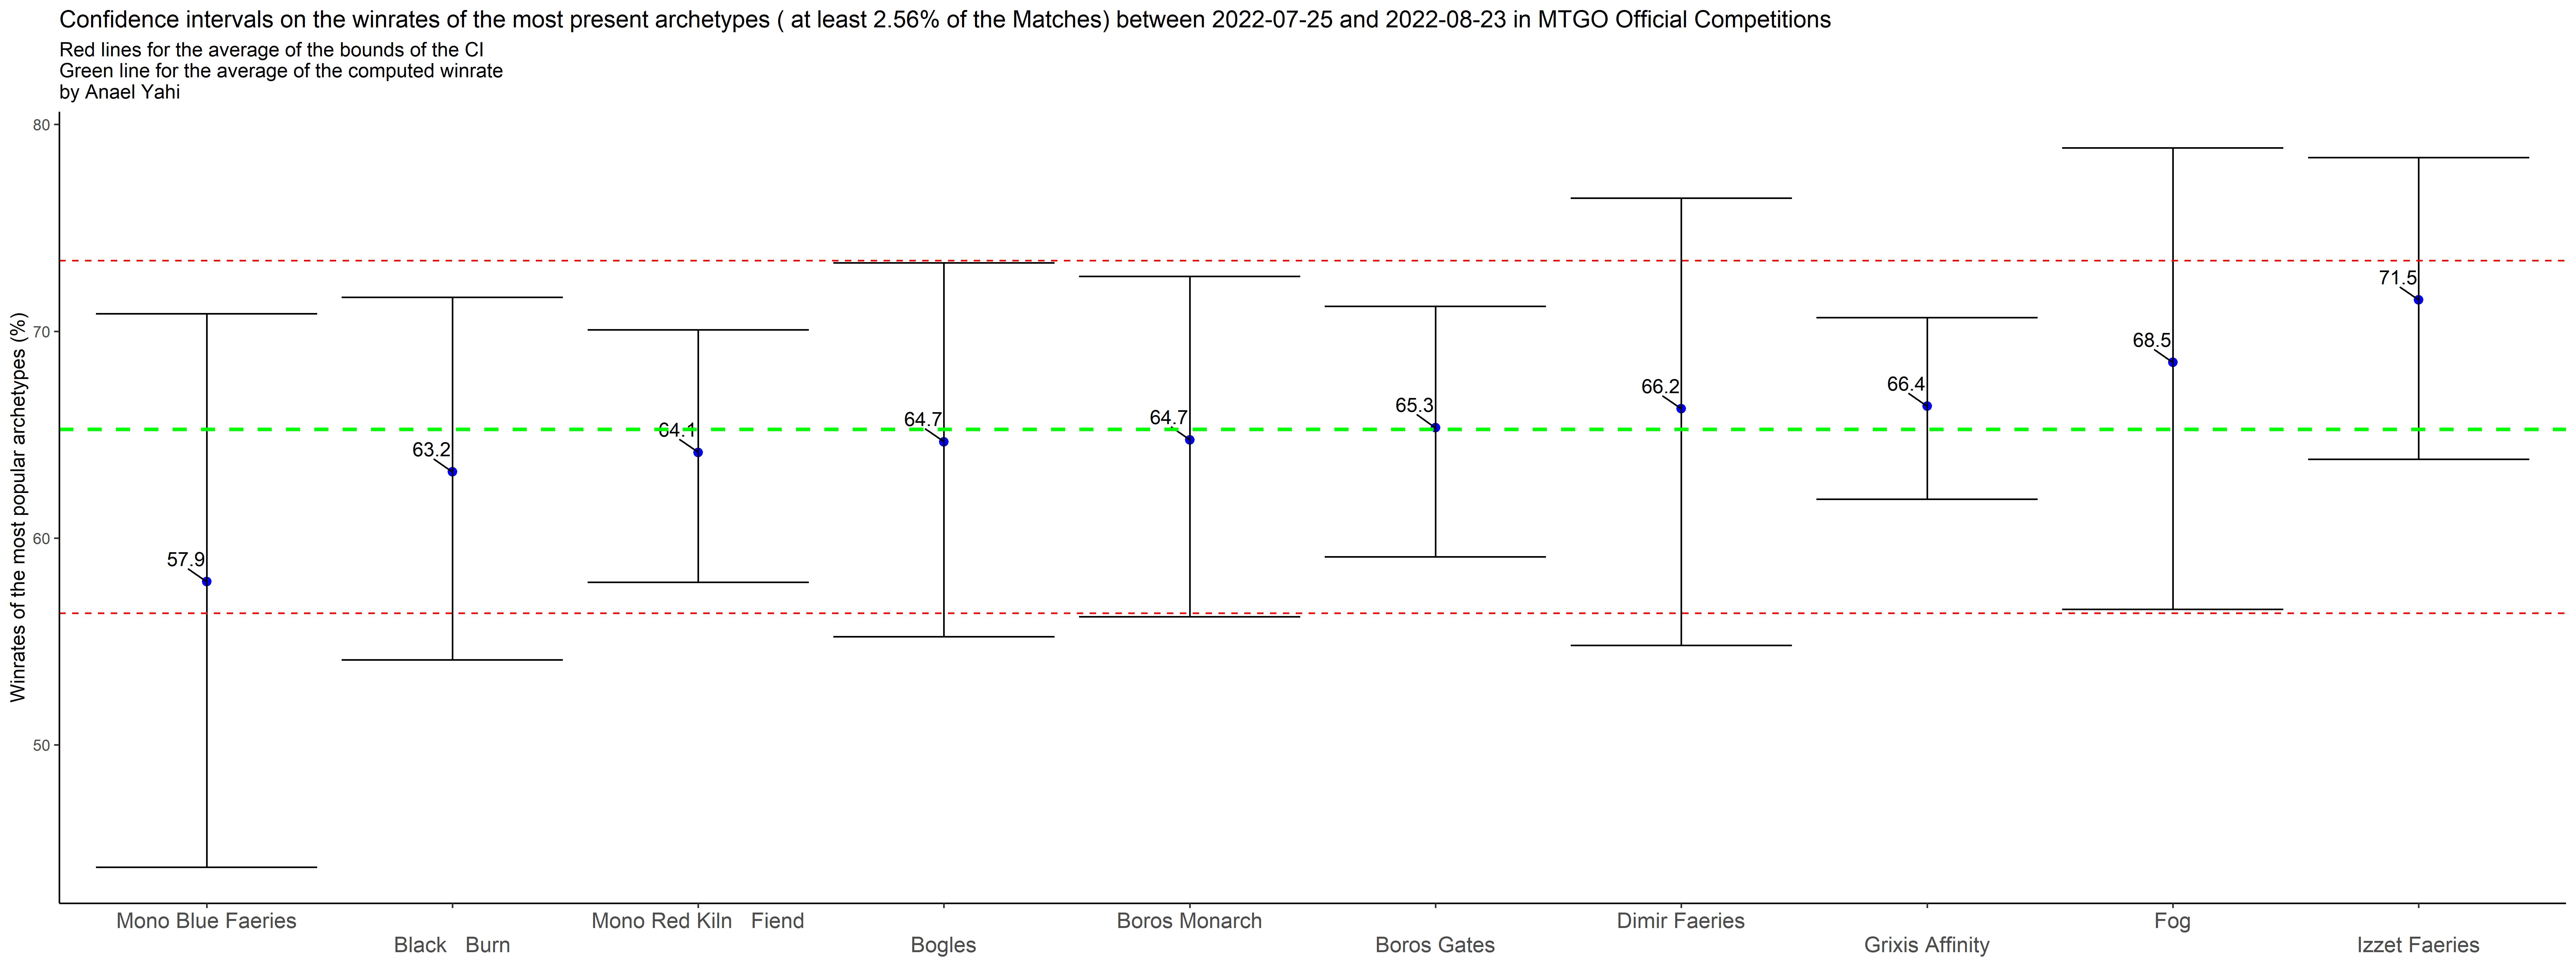 Confidence intervals on the winrates of the most present archetypes ( at least 2.56% of the Matches) between 2022-07-25 and 2022-08-23 in MTGO Official Competitions
Red lines for the average of the bounds of the CI
Green line for the average of the computed winrate
by Anael Yahi
Winrates of the most popular archetypes (%)
80
70
60
50
57.9
63.2
64.1
64.7
64.7
65.3
66.2
66.4
68.5
71.5
Mono Blue Faeries
Black Burn
Mono Red Kiln Fiend
Bogles
Boros Monarch
Boros Gates
Dimir Faeries
Grixis Affinity
Fog
Izzet Faeries